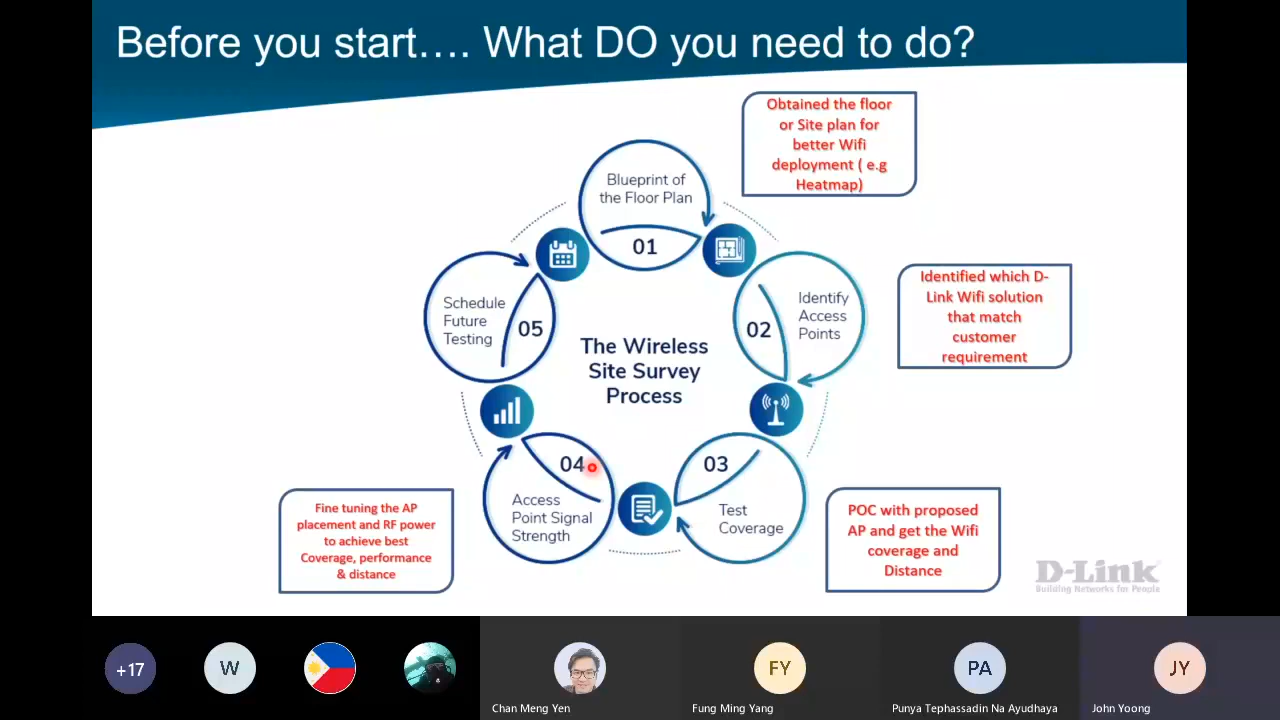 Before you start…. What DO you need to do?
Obtained the floor
or Site plan for
better Wifi
deployment ( e.g
Heatmap)
Blueprint of
the Floor Plan
01
Identify
Access
Points
02
Identified which D-
Link Wifi solution
that match
customer
requirement
Schedule
Future
Testing
05
The Wireless
Site Survey
Process
04
Access
Point Signal
Strength
03
Test
Coverage
Fine tuning the AP
placement and RF power
to achieve best
Coverage, performance
& distance
POC with proposed
AP and get the Wifi
coverage and
Distance
D-Link
Building Networks for People
+17
W
FY
PA
JY
Chan Meng Yen
Fung Ming Yang
Punya Tephassadin Na Ayudhaya
John Yoong